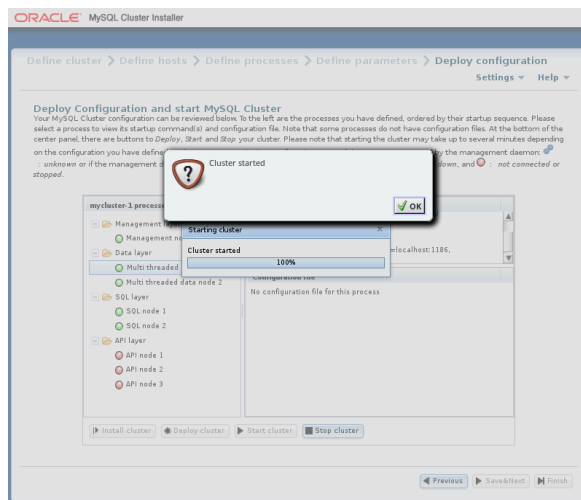 ORACLE MySQL Cluster Installer
Define cluster Define hosts Define processes Define parameters Deploy configuration
Settings Help
Deploy Configuration and start MySQL Cluster
Your MySQL Cluster configuration can be reviewed below. To the left are the processes you have defined, ordered by their startup sequence. Please
select a process to view its startup command(s) and configuration file. Note that some processes do not have configuration files. At the bottom of the
center panel, there are buttons to Deploy, Start and Stop your cluster. Please note that starting the cluster may take up to several minutes depending
on the configuration you have define by the management daemon:
: unknown or if the management d down, and : not connected or
stopped.
Cluster started
OK
mycluster-1 processe
Starting cluster
Cluster started
100%
Management layer
Management no
Data layer
Multi threaded
Multi threaded data node 2
SQL layer
SQL node 1
SQL node 2
API layer
API node 1
API node 2
API node 3
=localhost:1186,
Configuration file
No configuration file for this process
Install cluster Deploy cluster Start cluster Stop cluster
Previous Save&Next Finish